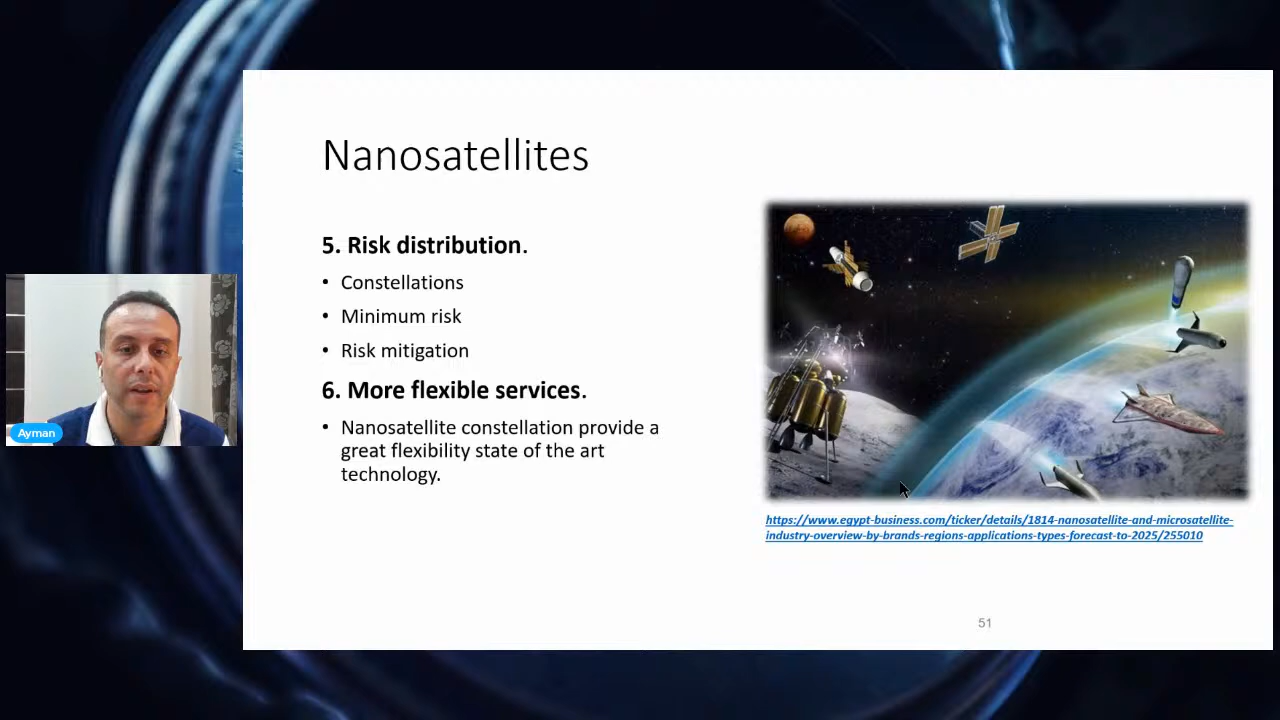 Nanosatellites
5. Risk distribution.
• Constellations
• Minimum risk
• Risk mitigation
6. More flexible services.
• Nanosatellite constellation provide a
great flexibility state of the art
technology.
https://www.egypt-business.com/ticker/details/1814-nanosatellite-and-microsatellite-
industry-overview-by-brands-regions-applications-types-forecast-to-2025/255010
51
Ayman